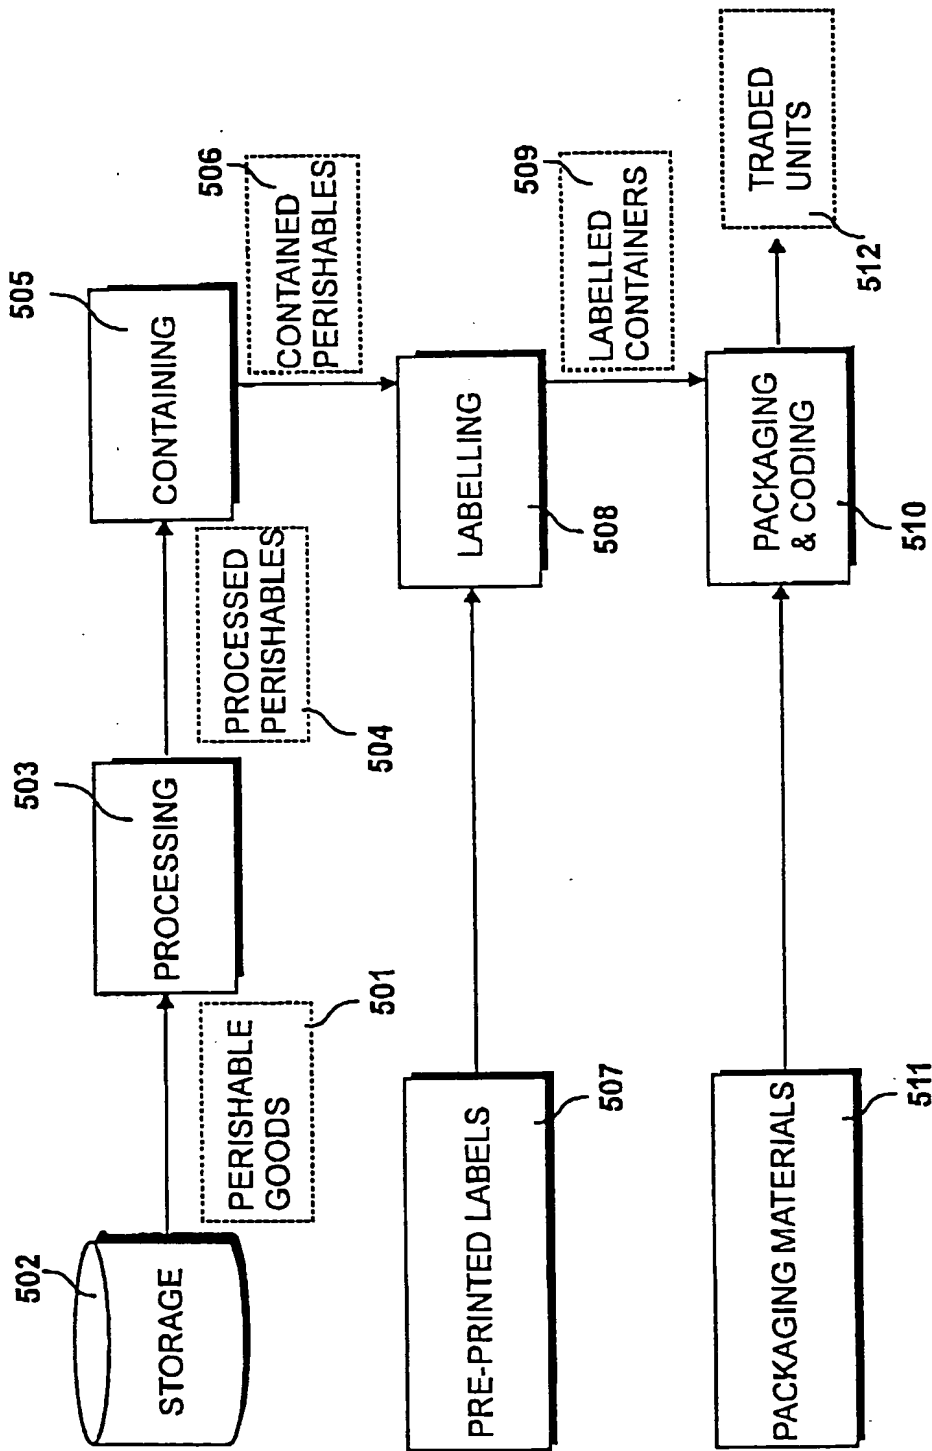 502
STORAGE
PERISHABLE
GOODS
501
503
PROCESSING
PROCESSED
PERISHABLES
504
505
CONTAINING
506
CONTAINED
PERISHABLES
PRE-PRINTED LABELS
507
LABELLING
508
509
LABELLED
CONTAINERS
PACKAGING MATERIALS
511
PACKAGING
& CODING
510
TRADED
UNITS
512